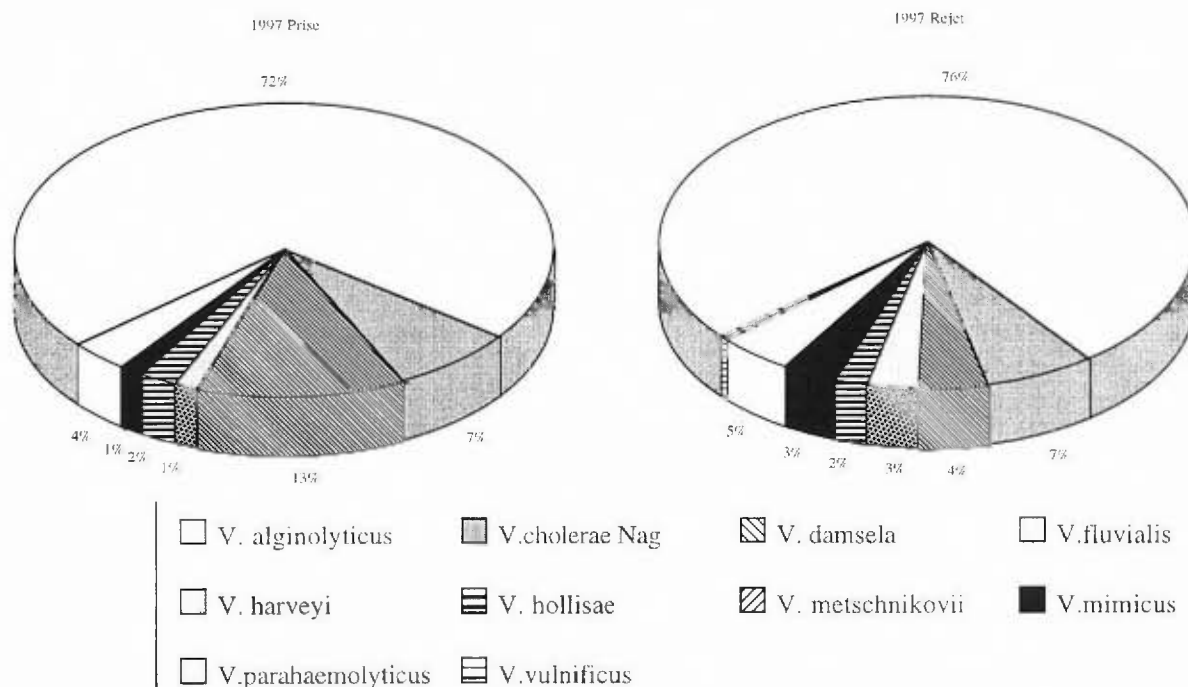 1997 Prise
1997 Rejet
72%
76%
4%
1%
2%
1%
13%
7%
5%
3%
2%
3%
4%
7%
V. alginolyticus
V.cholerae Nag
V. damsela
V.fluvialis
V. harveyi
V. hollisae
V. metschnikovii
V.mimicus
V.parahaemolyticus
V.vulnificus